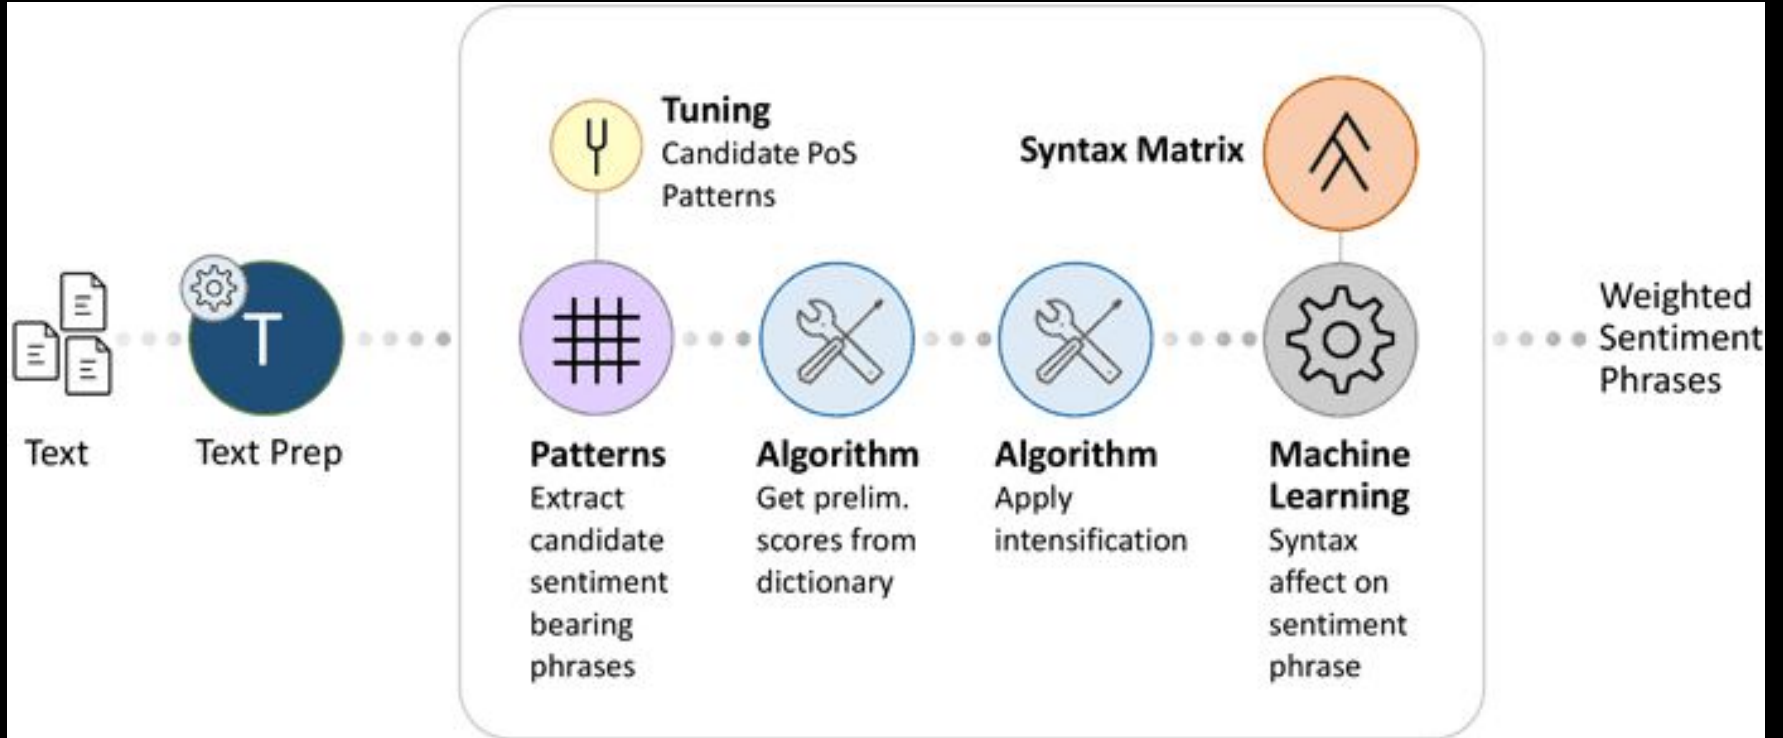 Tuning
Candidate PoS
Patterns
Syntax Matrix
T
Text
Text Prep
Patterns
Extract
candidate
sentiment
bearing
phrases
Algorithm
Get prelim.
scores from
dictionary
Algorithm
Apply
intensification
Machine
Learning
Syntax
affect on
sentiment
phrase
Weighted
Sentiment
Phrases